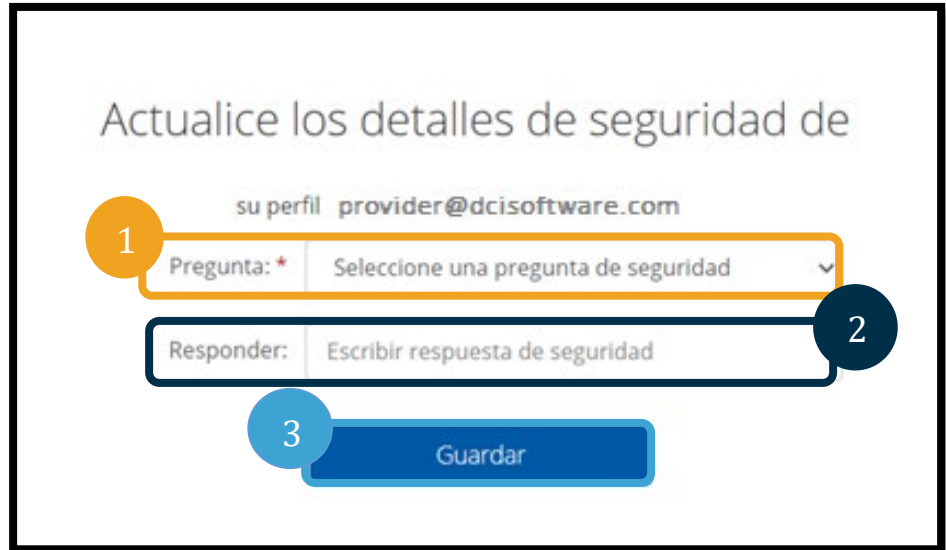 Actualice los detalles de seguridad de
su perfil provider@dcisoftware.com
1
Pregunta: * Seleccione una pregunta de seguridad
2
Responder: Escribir respuesta de seguridad
3
Guardar